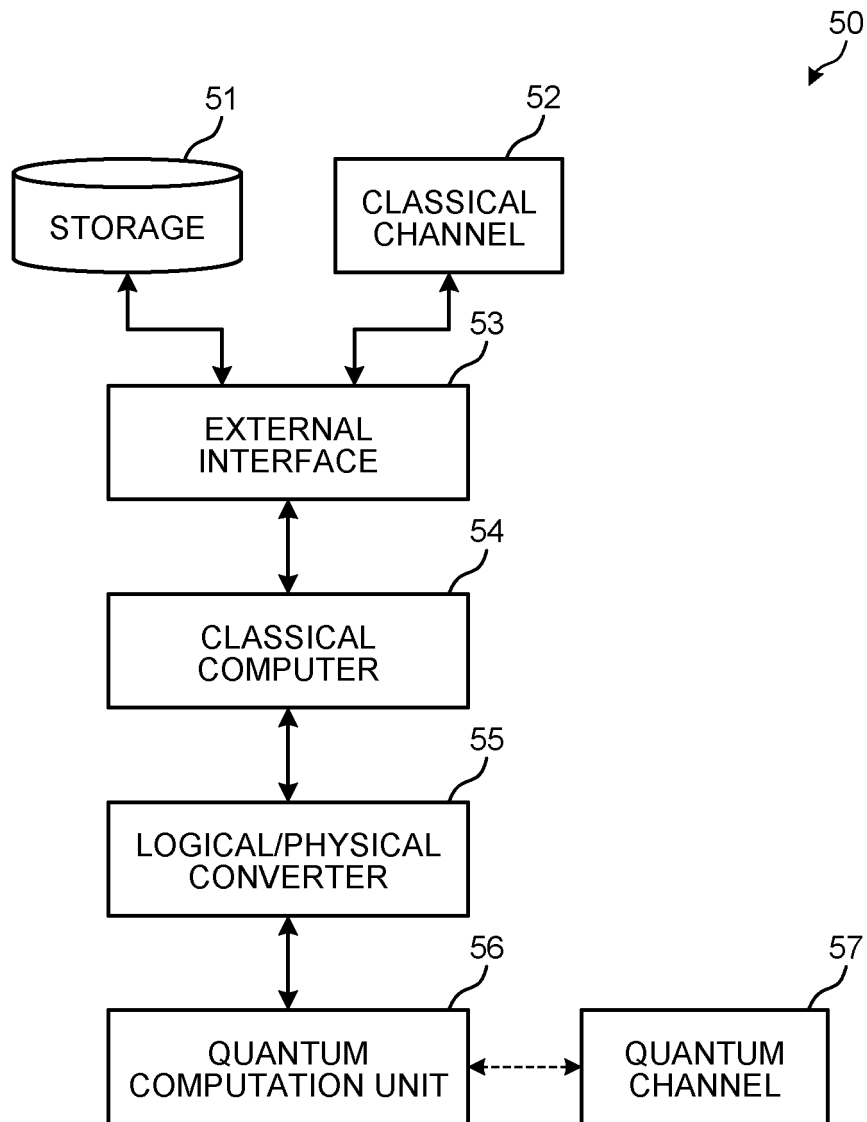 50
51
52
STORAGE
CLASSICAL
CHANNEL
53
EXTERNAL
INTERFACE
54
CLASSICAL
COMPUTER
55
LOGICAL/PHYSICAL
CONVERTER
56
57
QUANTUM
COMPUTATION UNIT
QUANTUM
CHANNEL